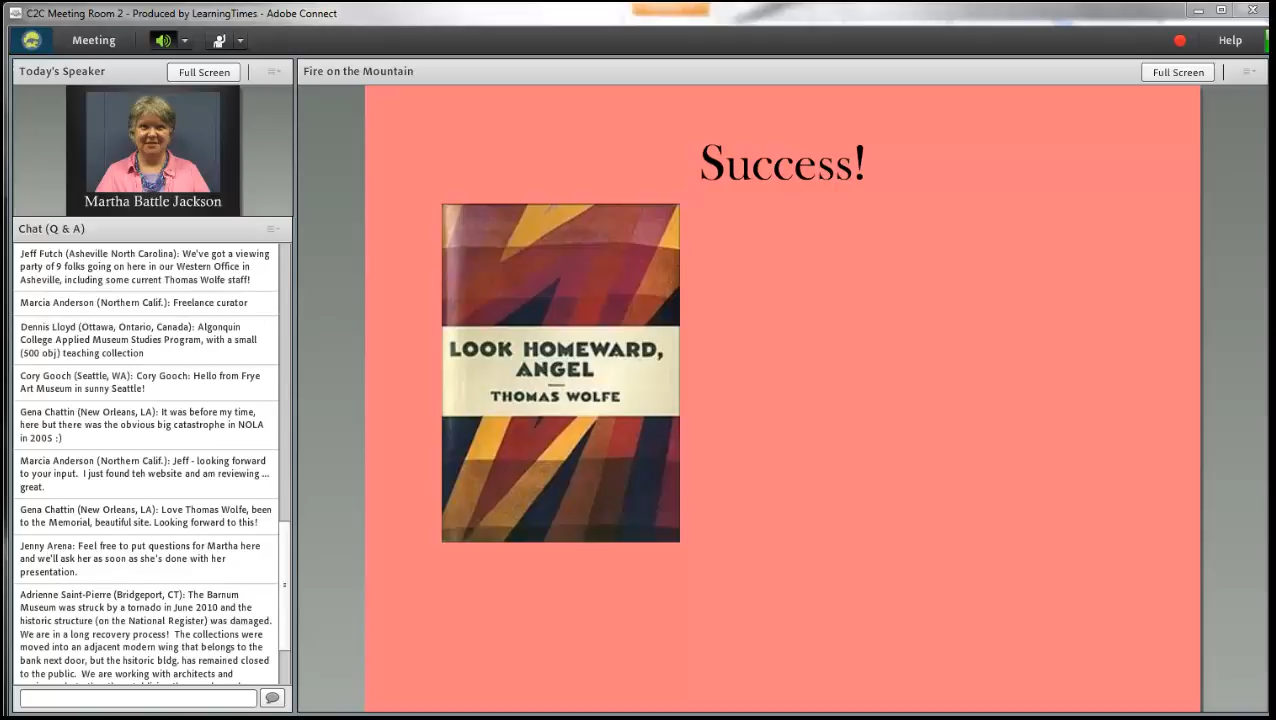 C2C Meeting Room 2 - Produced by LearningTimes - Adobe Connect
Meeting
Help
Today's Speaker
Full Screen
Fire on the Mountain
Full Screen
Martha Battle Jackson
Chat (Q & A)
Jeff Futch (Asheville North Carolina): We've got a viewing
party of 9 folks going on here in our Western Office in
Asheville, including some current Thomas Wolfe staff!
Marcia Anderson (Northern Calif.): Freelance curator
Dennis Lloyd (Ottawa, Ontario, Canada): Algonquin
College Applied Museum Studies Program, with a small
(500 obj) teaching collection
Cory Gooch (Seattle, WA): Cory Gooch: Hello from Frye
Art Museum in sunny Seattle!
Gena Chattin (New Orleans, LA): It was before my time,
here but there was the obvious big catastrophe in NOLA
in 2005 :)
Marcia Anderson (Northern Calif.): Jeff - looking forward
to your input. I just found teh website and am reviewing ...
great.
Gena Chattin (New Orleans, LA): Love Thomas Wolfe, been
to the Memorial, beautiful site. Looking forward to this!
Jenny Arena: Feel free to put questions for Martha here
and we'll ask her as soon as she's done with her
presentation.
Adrienne Saint-Pierre (Bridgeport, CT): The Barnum
Museum was struck by a tornado in June 2010 and the
historic structure (on the National Register) was damaged.
We are in a long recovery process! The collections were
moved into an adjacent modern wing that belongs to the
bank next door, but the hsitoric bldg. has remained closed
to the public. We are working with architects and
Success!
LOOK HOMEWARD,
ANGEL
THOMAS WOLFE